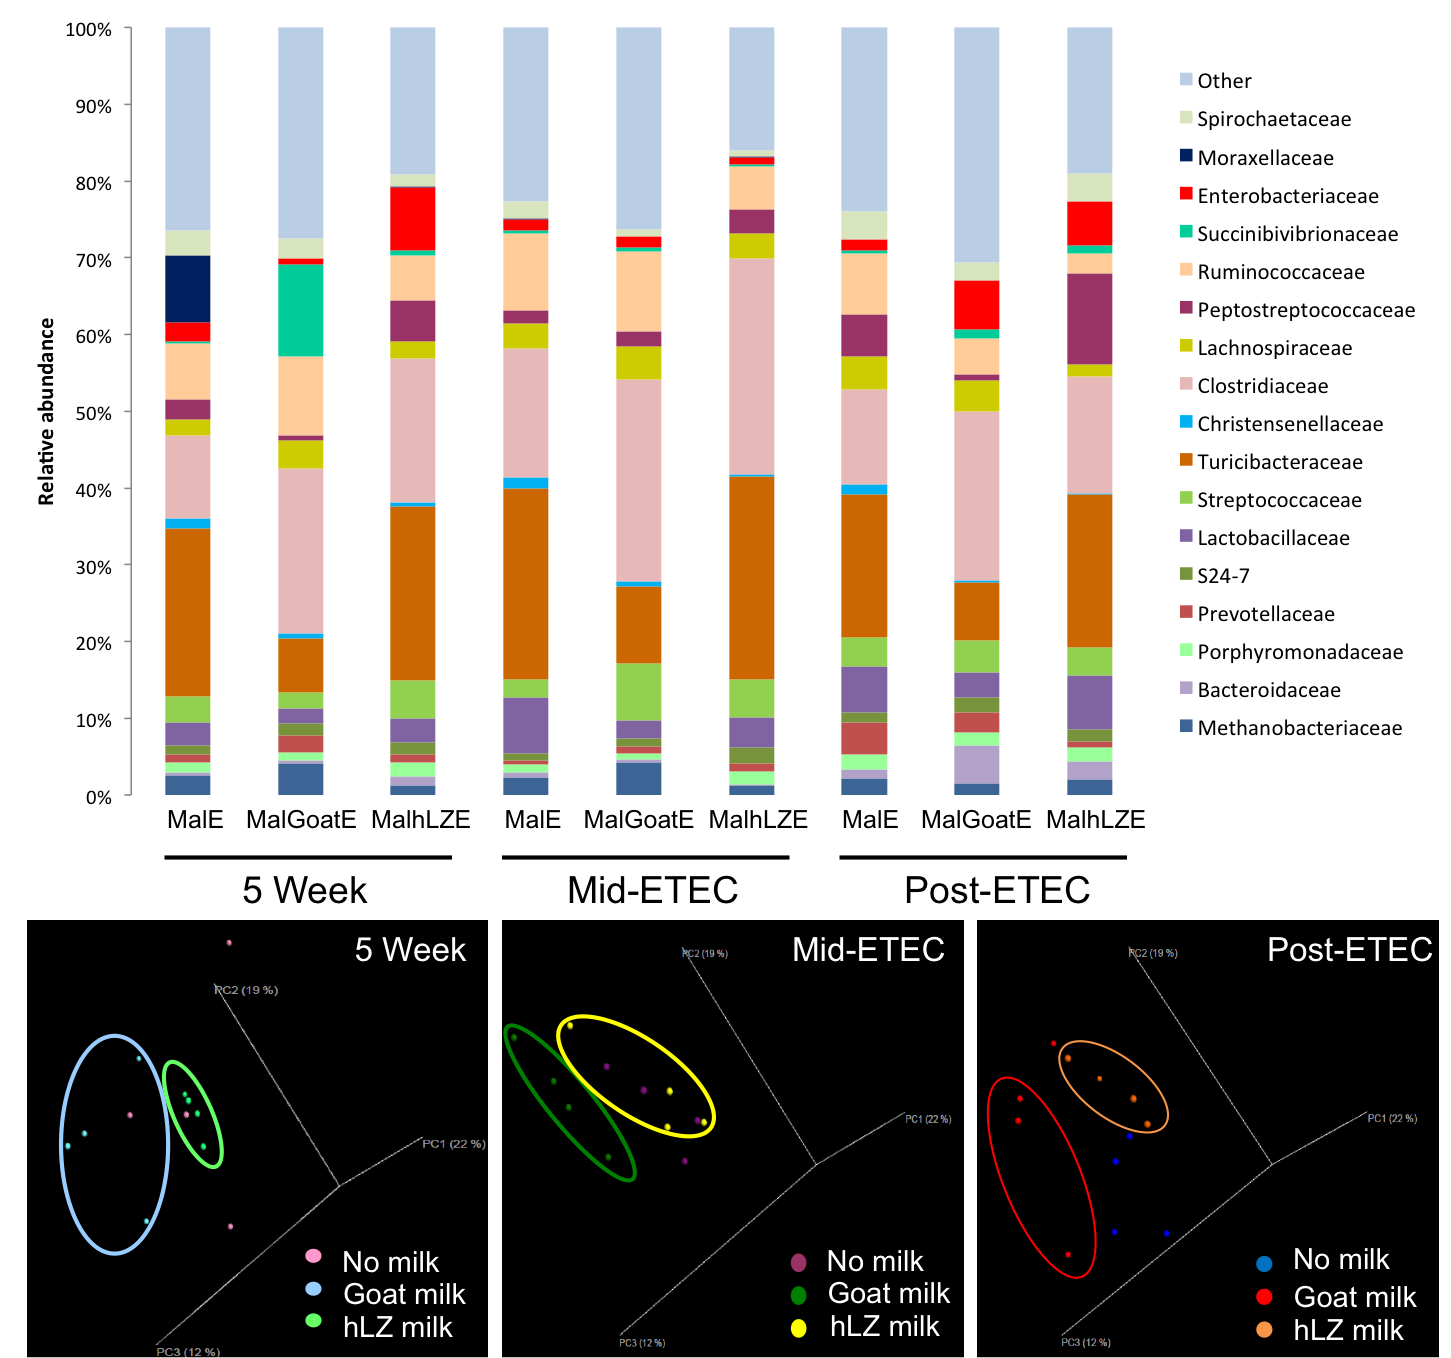 100%
90%
80%
70%
60%
50%
40%
30%
20%
10%
0%
Relative abundance
Other
Spirochaetaceae
Moraxellaceae
Enterobacteriaceae
Succinibivibrionaceae
Ruminococcaceae
Peptostreptococcaceae
Lachnospiraceae
Clostridiaceae
Christensenellaceae
Turicibacteraceae
Streptococcaceae
Lactobacillaceae
S24-7
Prevotellaceae
Porphyromonadaceae
Bacteroidaceae
Methanobacteriaceae
MalE MalGoatE MalhLZE MalE MalGoatE MalhLZE MalE MalGoatE MalhLZE
5 Week Mid-ETEC Post-ETEC
5 Week
PC2 (19 %)
PC1 (22 %)
PC3 (12 %)
No milk
Goat milk
hLZ milk
Mid-ETEC
PC2 (19 %)
PC1 (22 %)
PC3 (12 %)
No milk
Goat milk
hLZ milk
Post-ETEC
PC2 (19 %)
PC1 (22 %)
PC3 (12 %)
No milk
Goat milk
hLZ milk